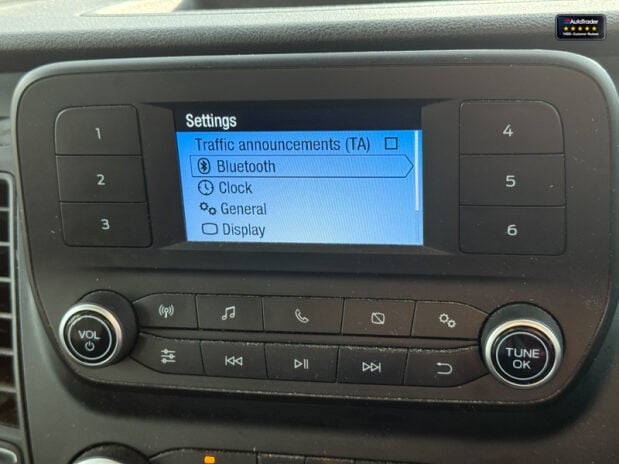 AutoTrader
Settings
Traffic announcements (TA)
Bluetooth
Clock
General
Display
1
2
3
4
5
6
VOL
TUNE
OK